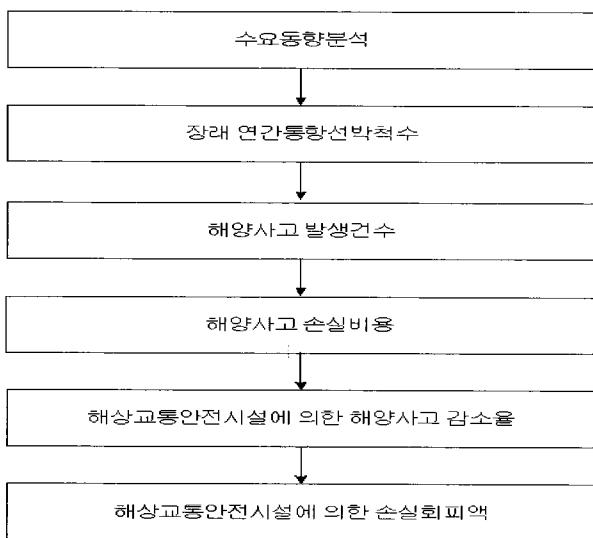 수요동향분석
장래 연간통항선박척수
해양사고 발생건수
해양사고 손실비용
해상교통안전시설에 의한 해양사고 감소율
해상교통안전시설에 의한 손실회피액